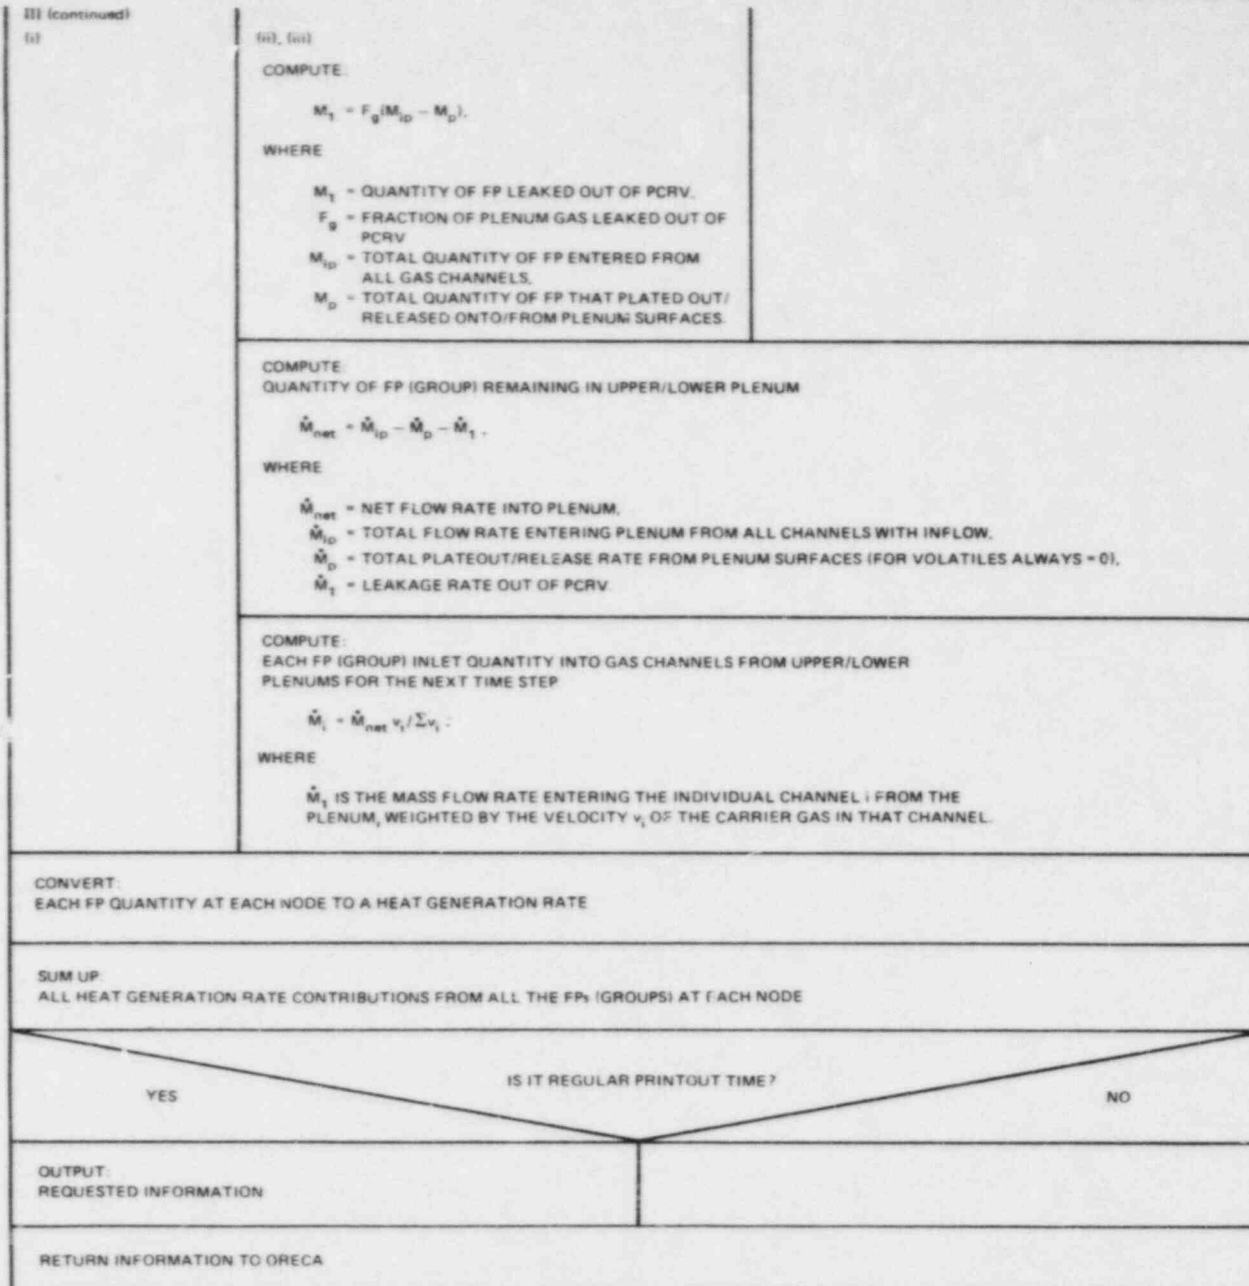 III (continued)
(i)
(ii), (iii)
COMPUTE:
M₁ = F_g(M_ip − M_p),
WHERE
M₁ = QUANTITY OF FP LEAKED OUT OF PCRV,
F_g = FRACTION OF PLENUM GAS LEAKED OUT OF
PCRV
M_ip = TOTAL QUANTITY OF FP ENTERED FROM
ALL GAS CHANNELS,
M_p = TOTAL QUANTITY OF FP THAT PLATED OUT/
RELEASED ONTO/FROM PLENUM SURFACES.
COMPUTE:
QUANTITY OF FP (GROUP) REMAINING IN UPPER/LOWER PLENUM
Ṁ_net = Ṁ_ip − Ṁ_p − Ṁ₁ ,
WHERE
Ṁ_net = NET FLOW RATE INTO PLENUM,
Ṁ_ip = TOTAL FLOW RATE ENTERING PLENUM FROM ALL CHANNELS WITH INFLOW,
Ṁ_p = TOTAL PLATEOUT/RELEASE RATE FROM PLENUM SURFACES (FOR VOLATILES ALWAYS = 0),
Ṁ₁ = LEAKAGE RATE OUT OF PCRV
COMPUTE:
EACH FP (GROUP) INLET QUANTITY INTO GAS CHANNELS FROM UPPER/LOWER
PLENUMS FOR THE NEXT TIME STEP
Ṁ_i = Ṁ_net v_i/Σv_i .
WHERE
Ṁ_i IS THE MASS FLOW RATE ENTERING THE INDIVIDUAL CHANNEL i FROM THE
PLENUM, WEIGHTED BY THE VELOCITY v_i OF THE CARRIER GAS IN THAT CHANNEL.
CONVERT:
EACH FP QUANTITY AT EACH NODE TO A HEAT GENERATION RATE
SUM UP:
ALL HEAT GENERATION RATE CONTRIBUTIONS FROM ALL THE FPs (GROUPS) AT EACH NODE
IS IT REGULAR PRINTOUT TIME?
YES
NO
OUTPUT:
REQUESTED INFORMATION
RETURN INFORMATION TO ORECA